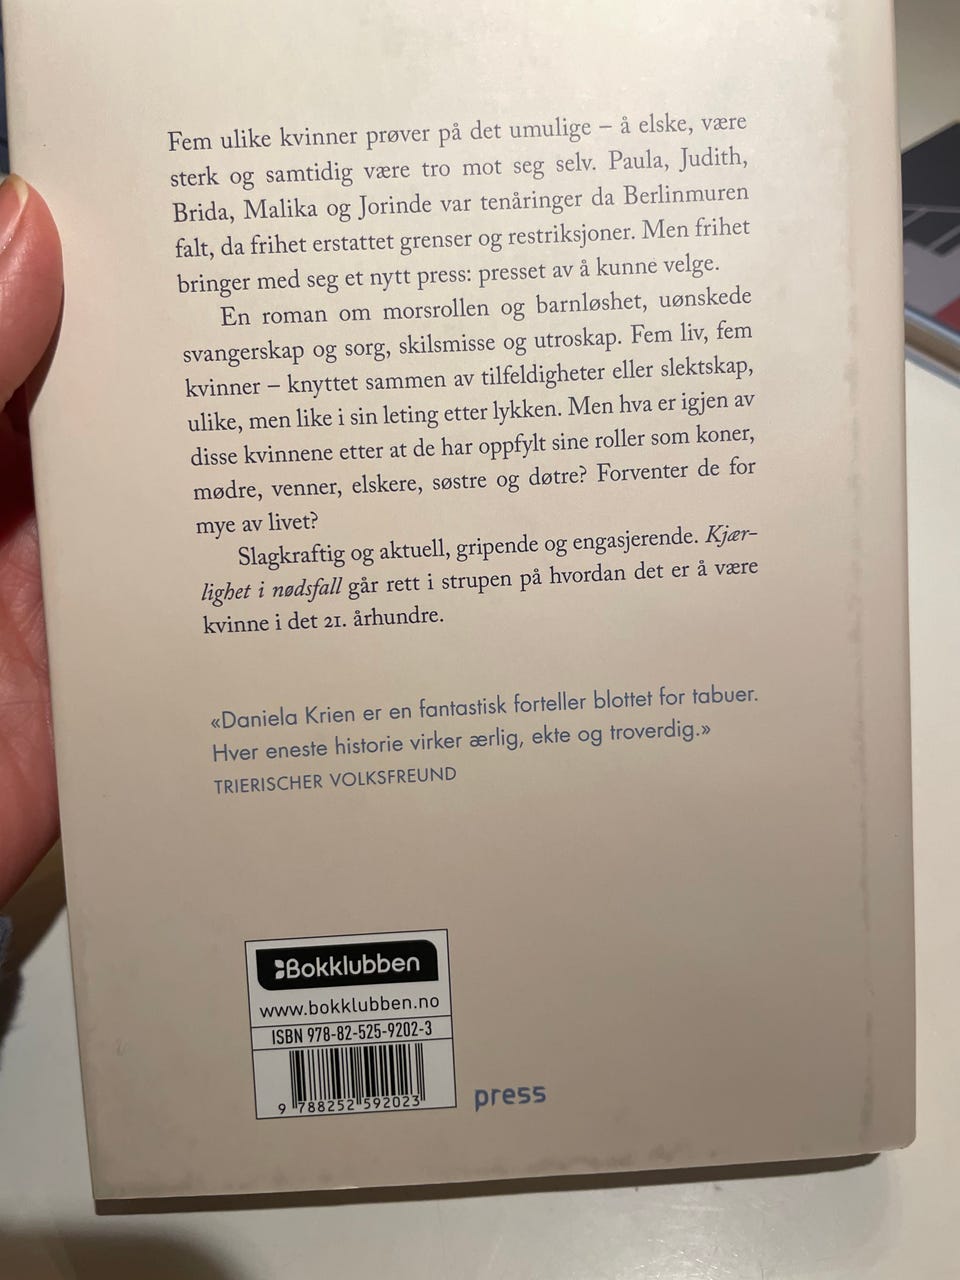 Fem ulike kvinner prøver på det umulige – å elske, være
sterk og samtidig være tro mot seg selv. Paula, Judith,
Brida, Malika og Jorinde var tenåringer da Berlinmuren
falt, da frihet erstattet grenser og restriksjoner. Men frihet
bringer med seg et nytt press: presset av å kunne velge.
En roman om morsrollen og barnløshet, uønskede
svangerskap og sorg, skilsmisse og utroskap. Fem liv, fem
kvinner – knyttet sammen av tilfeldigheter eller slektskap,
ulike, men like i sin leting etter lykken. Men hva er igjen av
disse kvinnene etter at de har oppfylt sine roller som koner,
mødre, venner, elskere, søstre og døtre? Forventer de for
mye av livet?
Slagkraftig og aktuell, gripende og engasjerende. Kjær-
lighet i nødsfall går rett i strupen på hvordan det er å være
kvinne i det 21. århundre.
«Daniela Krien er en fantastisk forteller blottet for tabuer.
Hver eneste historie virker ærlig, ekte og troverdig.»
TRIERISCHER VOLKSFREUND
Bokklubben
www.bokklubben.no
ISBN 978-82-525-9202-3
9 788252 592023
press